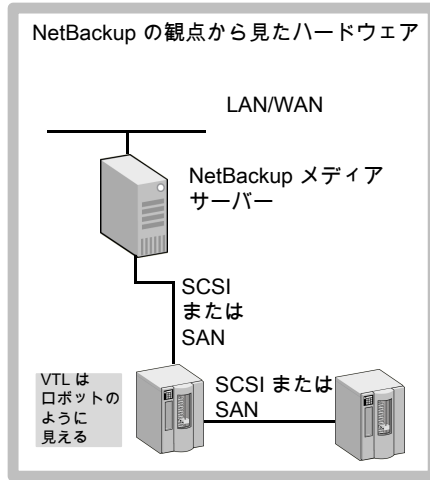 NetBackup の観点から見たハードウェア
LAN/WAN
NetBackup メディア
サーバー
SCSI
または
SAN
VTL は
ロボットの
ように
見える
SCSI または
SAN